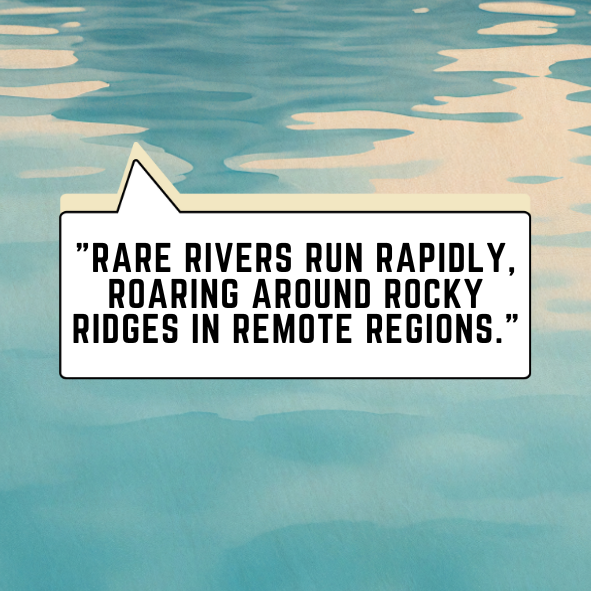 ”RARE RIVERS RUN RAPIDLY,
ROARING AROUND ROCKY
RIDGES IN REMOTE REGIONS.”